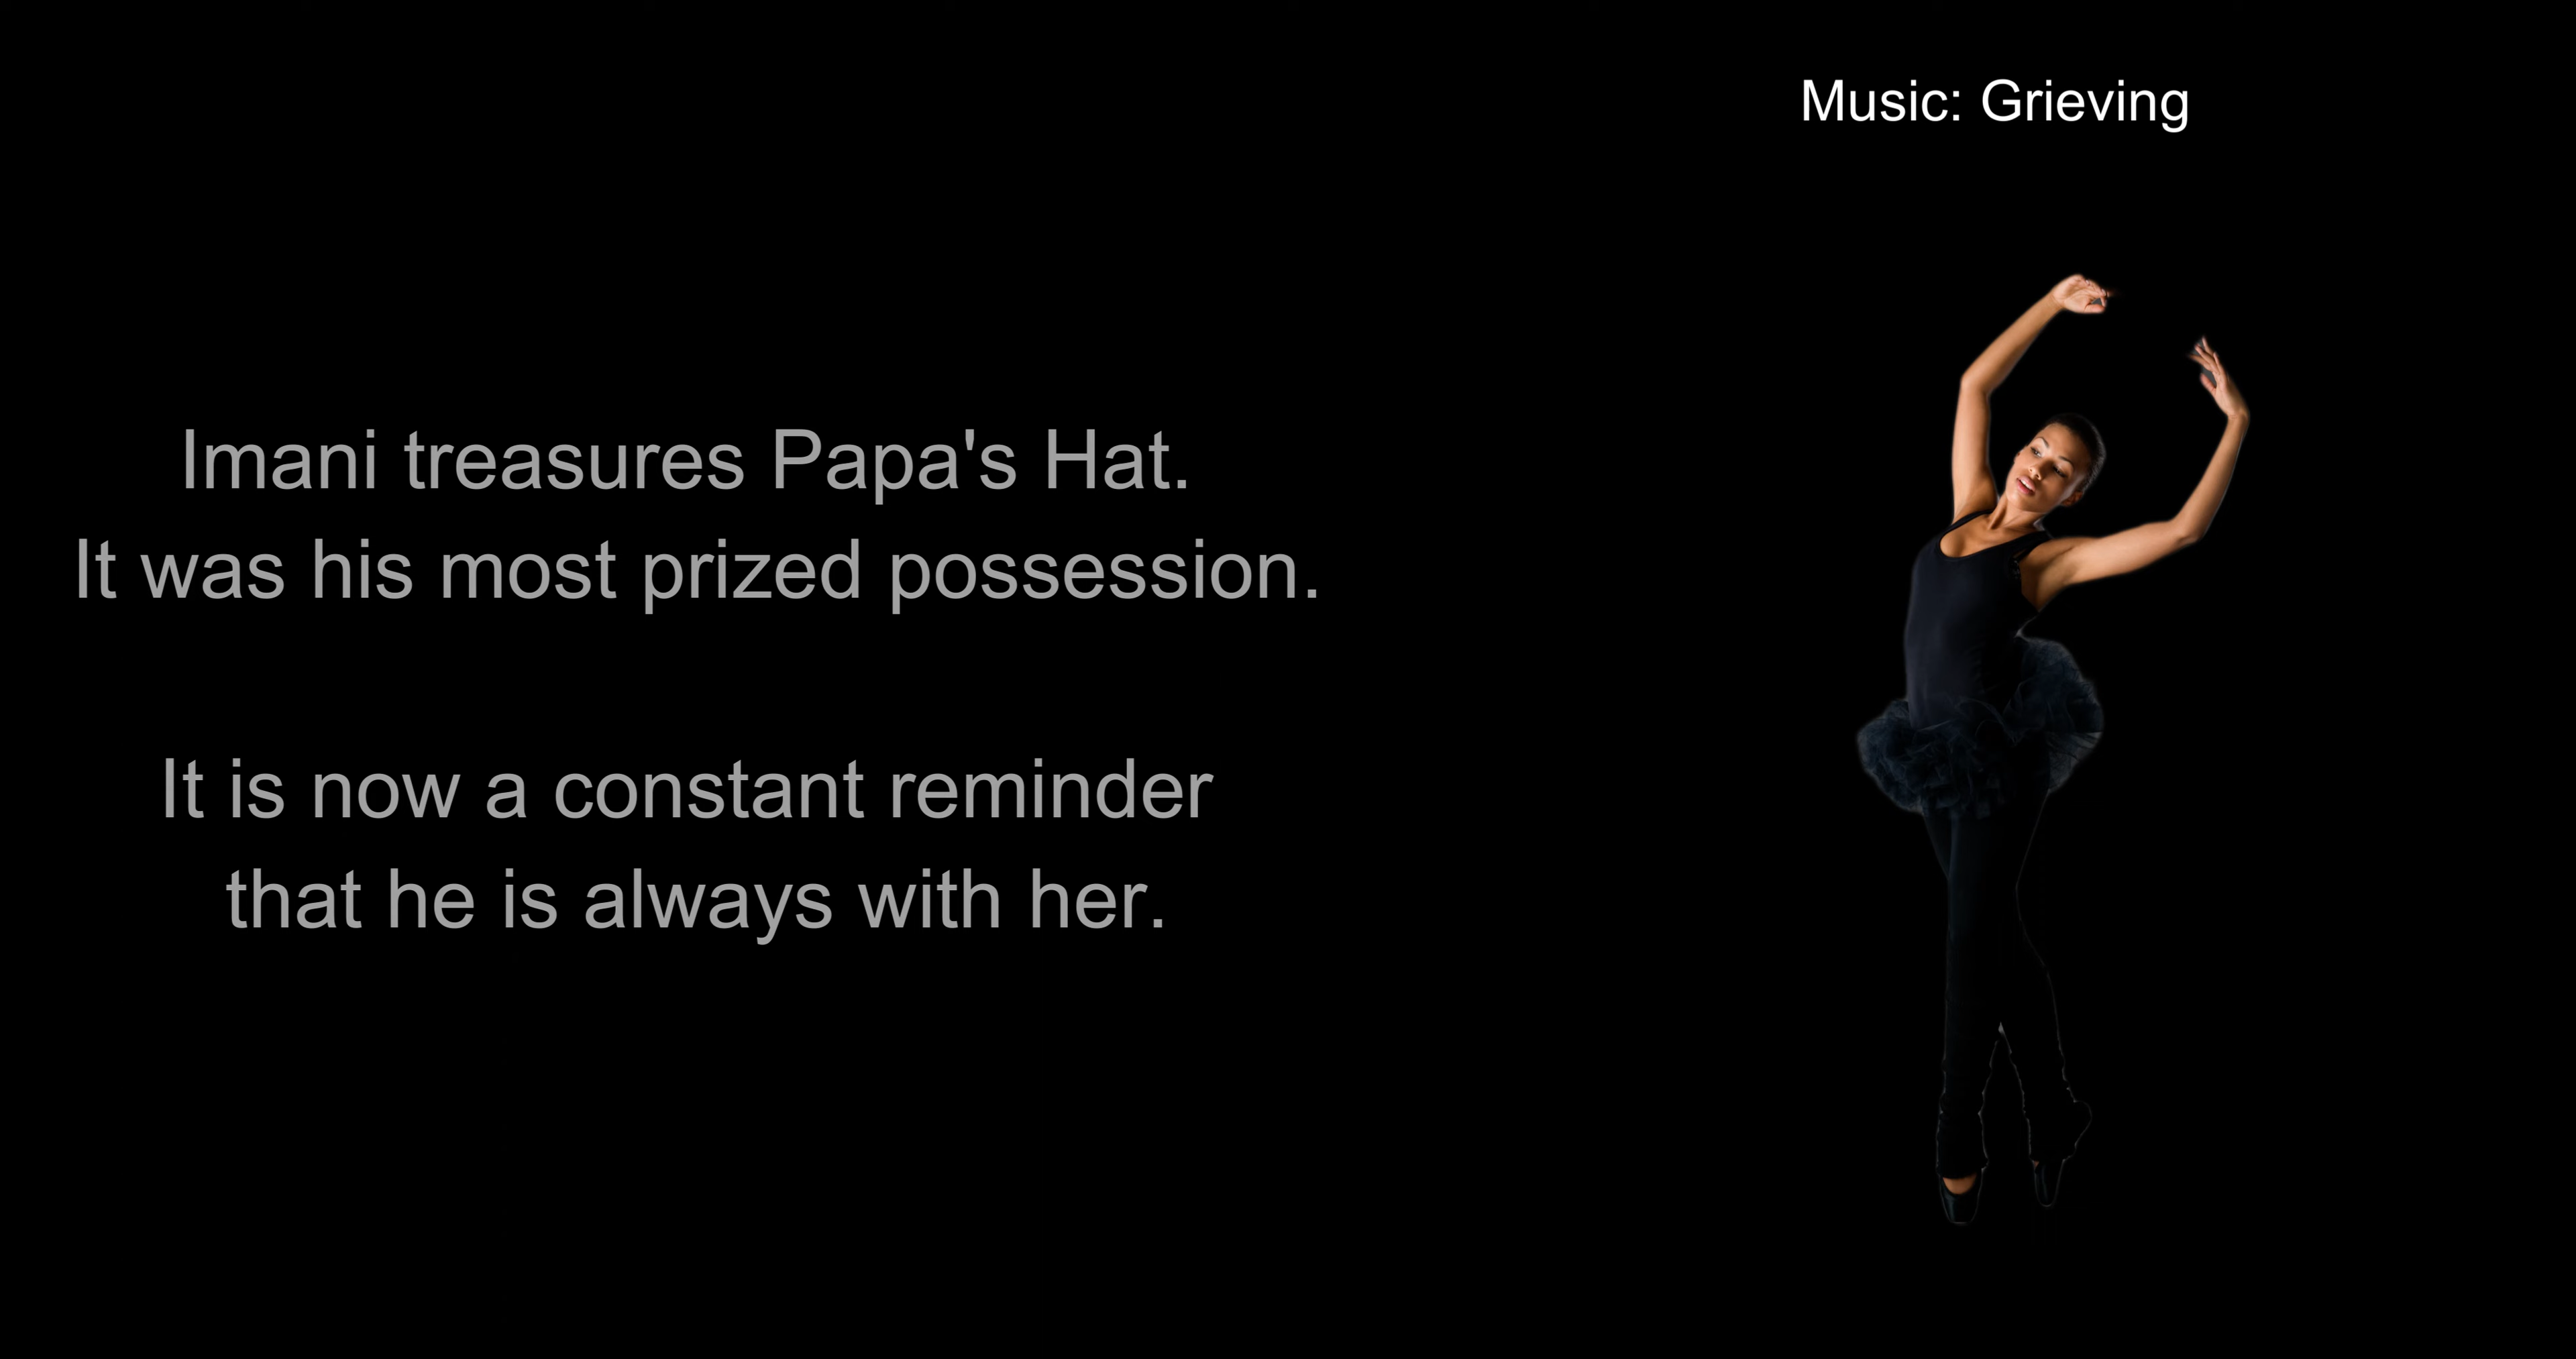 Music: Grieving
Imani treasures Papa's Hat.
It was his most prized possession.
It is now a constant reminder
that he is always with her.